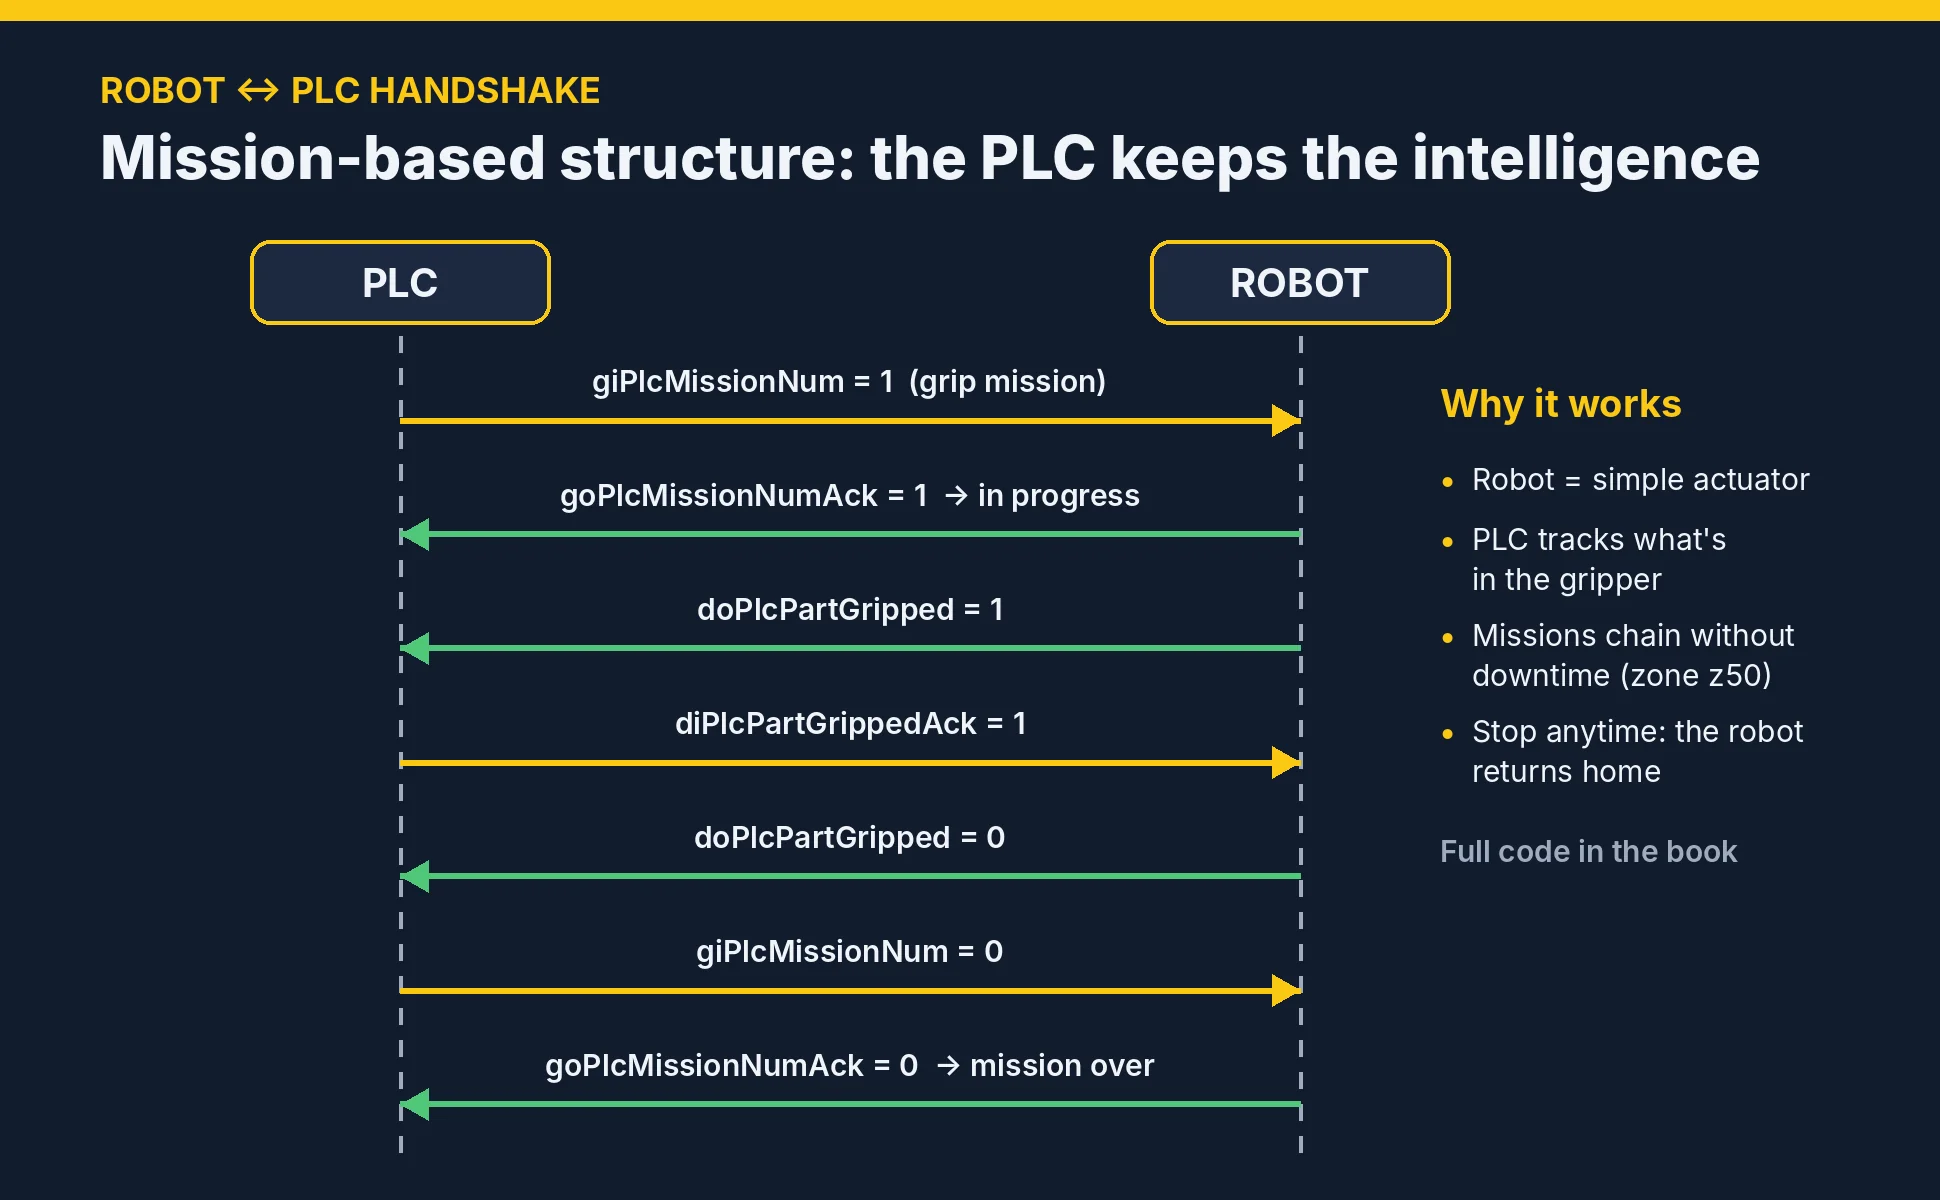 ROBOT ↔ PLC HANDSHAKE
Mission-based structure: the PLC keeps the intelligence
PLC
ROBOT
giPlcMissionNum = 1 (grip mission)
goPlcMissionNumAck = 1 → in progress
doPlcPartGripped = 1
diPlcPartGrippedAck = 1
doPlcPartGripped = 0
giPlcMissionNum = 0
goPlcMissionNumAck = 0 → mission over
Why it works
• Robot = simple actuator
• PLC tracks what's
in the gripper
• Missions chain without
downtime (zone z50)
• Stop anytime: the robot
returns home
Full code in the book